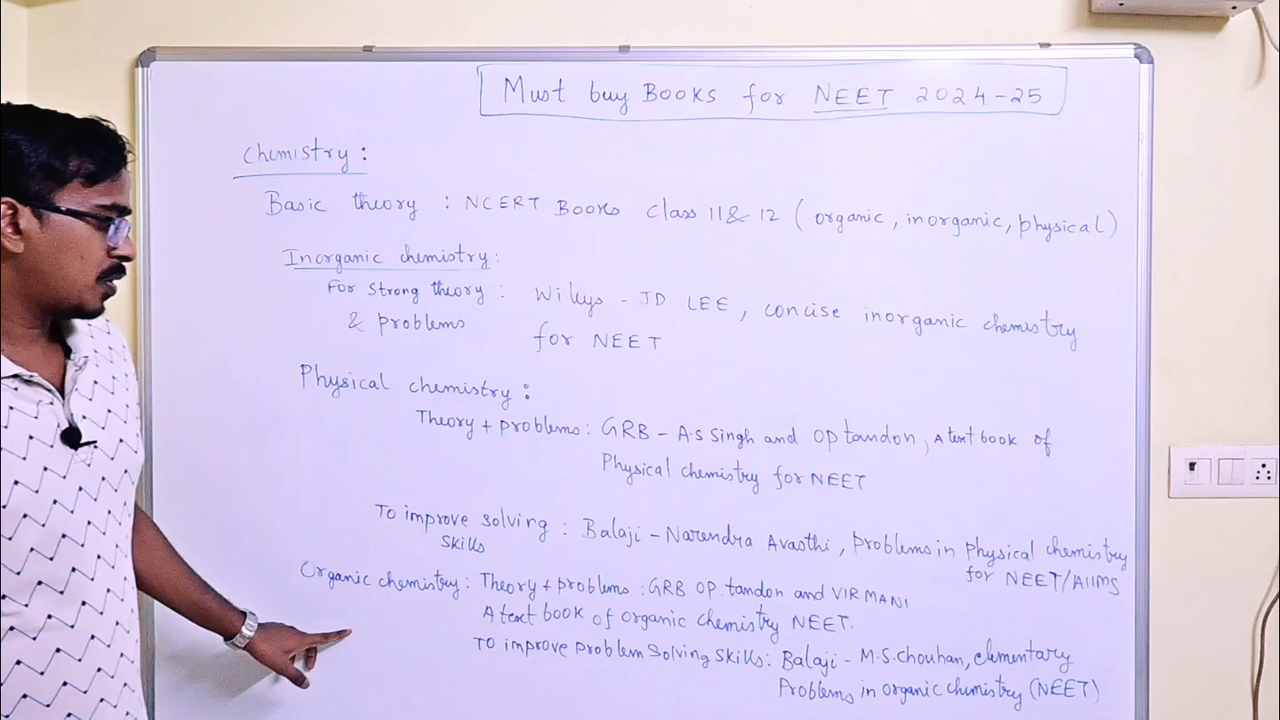 Must buy BOOKS for NEET 2024-25
Chemistry:
Basic theory : NCERT Books class 11 & 12 ( organic, inorganic, physical)
Inorganic chemistry:
For strong theory : Wileys - JD LEE, concise inorganic chemistry
& problems for NEET
Physical chemistry:
Theory + problems: GRB - A.S Singh and OP tandon, A text book of
Physical chemistry for NEET
To improve solving : Balaji - Narendra Avasthi, Problems in Physical chemistry
skills for NEET/AIIMS
Organic chemistry: Theory + problems : GRB OP. tandon and VIRMANI
A text book of organic chemistry NEET.
To improve problem solving skills: Balaji - M.S. chouhan, elementary
Problems in organic chemistry (NEET)